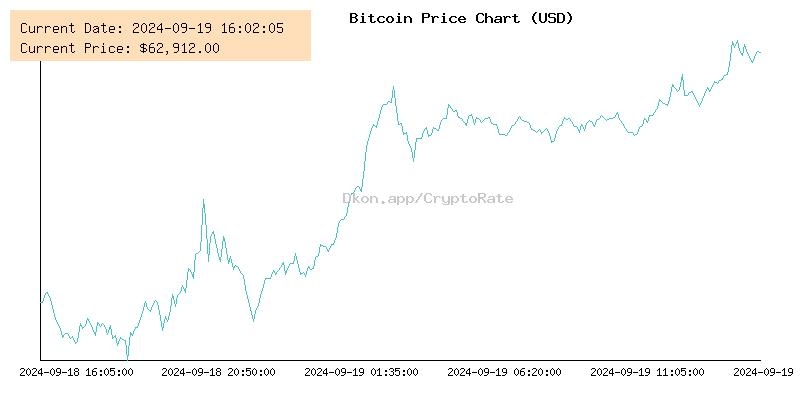 Bitcoin Price Chart (USD)
Current Date: 2024-09-19 16:02:05
Current Price: $62,912.00
Dkon.app/CryptoRate
2024-09-18 16:05:00 2024-09-18 20:50:00 2024-09-19 01:35:00 2024-09-19 06:20:00 2024-09-19 11:05:00 2024-09-19